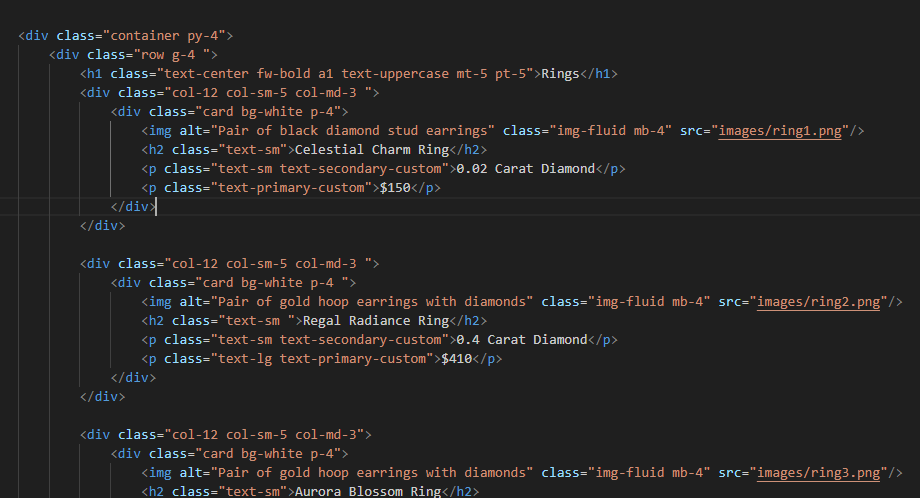 <div class="container py-4">
<div class="row g-4 ">
<h1 class="text-center fw-bold a1 text-uppercase mt-5 pt-5">Rings</h1>
<div class="col-12 col-sm-5 col-md-3 ">
<div class="card bg-white p-4">
<img alt="Pair of black diamond stud earrings" class="img-fluid mb-4" src="images/ring1.png"/>
<h2 class="text-sm">Celestial Charm Ring</h2>
<p class="text-sm text-secondary-custom">0.02 Carat Diamond</p>
<p class="text-primary-custom">$150</p>
</div>
</div>
<div class="col-12 col-sm-5 col-md-3 ">
<div class="card bg-white p-4 ">
<img alt="Pair of gold hoop earrings with diamonds" class="img-fluid mb-4" src="images/ring2.png"/>
<h2 class="text-sm ">Regal Radiance Ring</h2>
<p class="text-sm text-secondary-custom">0.4 Carat Diamond</p>
<p class="text-lg text-primary-custom">$410</p>
</div>
</div>
<div class="col-12 col-sm-5 col-md-3">
<div class="card bg-white p-4">
<img alt="Pair of gold hoop earrings with diamonds" class="img-fluid mb-4" src="images/ring3.png"/>
<h2 class="text-sm">Aurora Blossom Ring</h2>